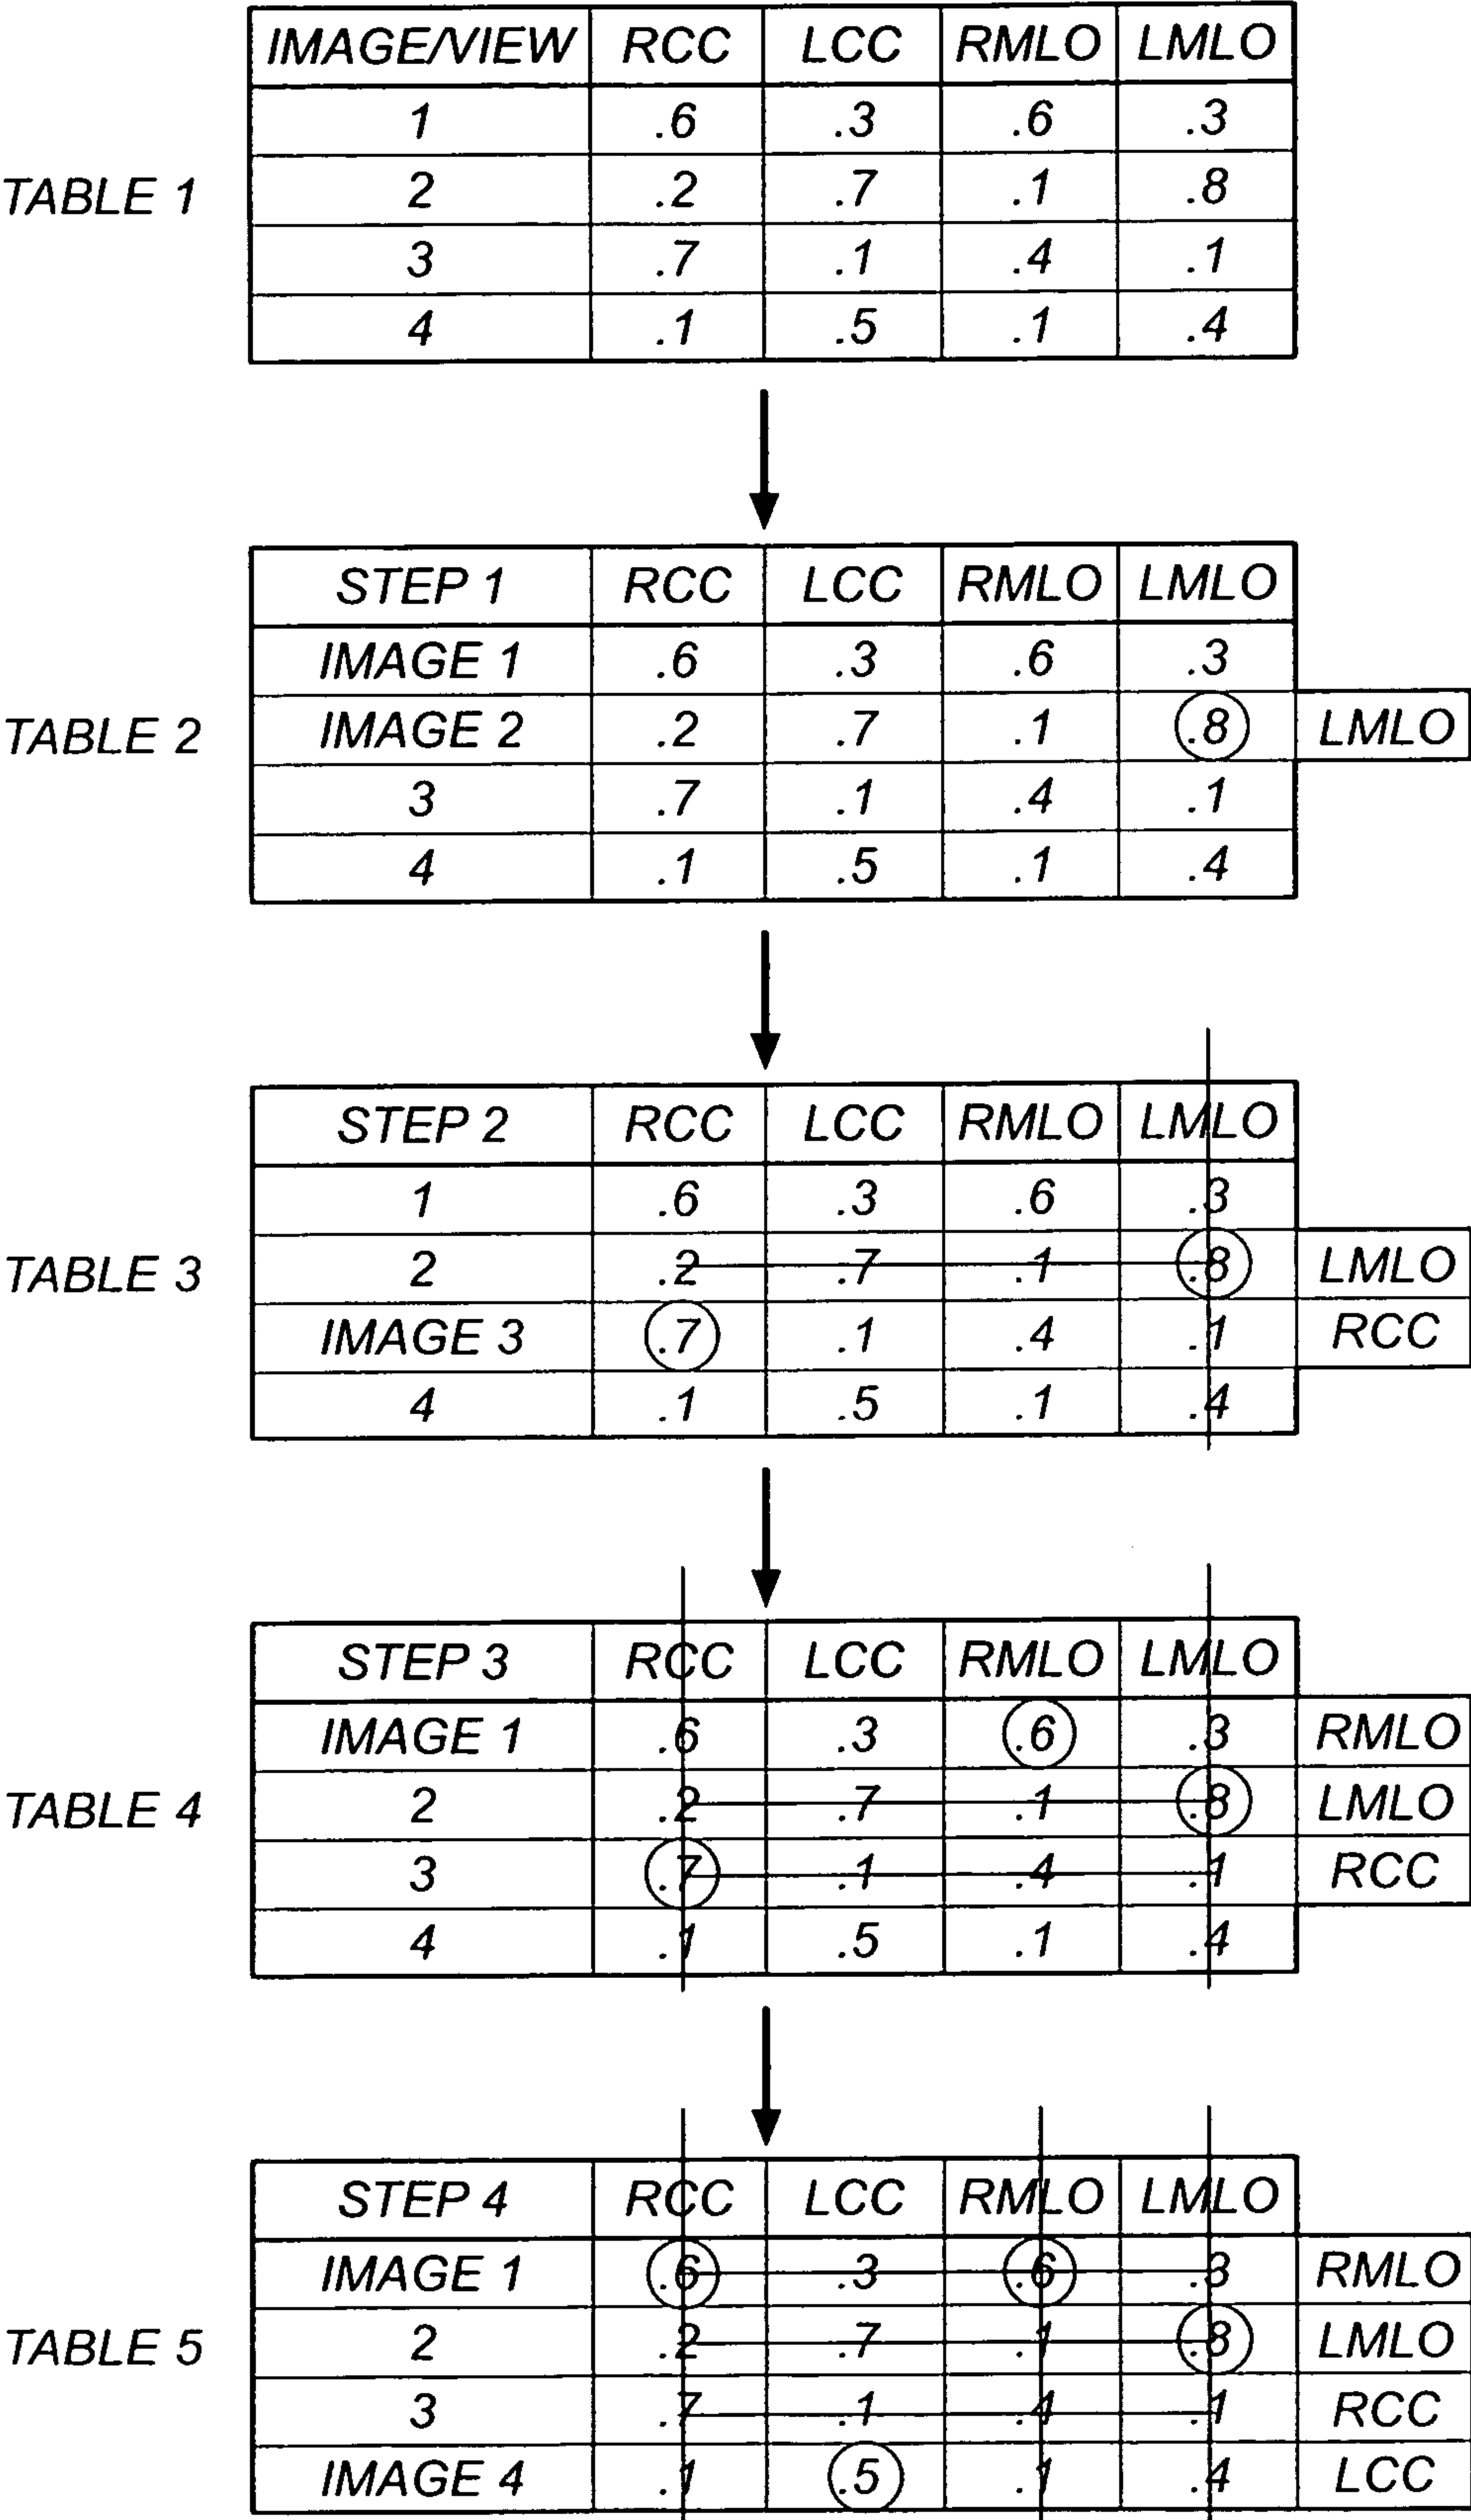 IMAGE/VIEW RCC LCC RMLO LMLO
1 .6 .3 .6 .3
TABLE 1
2 .2 .7 .1 .8
3 .7 .1 .4 .1
4 .1 .5 .1 .4
STEP 1 RCC LCC RMLO LMLO
IMAGE 1 .6 .3 .6 .3
TABLE 2
IMAGE 2 .2 .7 .1 .8 LMLO
3 .7 .1 .4 .1
4 .1 .5 .1 .4
STEP 2 RCC LCC RMLO LMLO
1 .6 .3 .6 .3
TABLE 3
2 .2 .7 .1 .8 LMLO
IMAGE 3 .7 .1 .4 .1 RCC
4 .1 .5 .1 .4
STEP 3 RCC LCC RMLO LMLO
IMAGE 1 .6 .3 .6 .3 RMLO
TABLE 4
2 .2 .7 .1 .8 LMLO
3 .7 .1 .4 .1 RCC
4 .1 .5 .1 .4
STEP 4 RCC LCC RMLO LMLO
IMAGE 1 .6 .3 .6 .3 RMLO
TABLE 5
2 .2 .7 .1 .8 LMLO
3 .7 .1 .4 .1 RCC
IMAGE 4 .1 .5 .1 .4 LCC